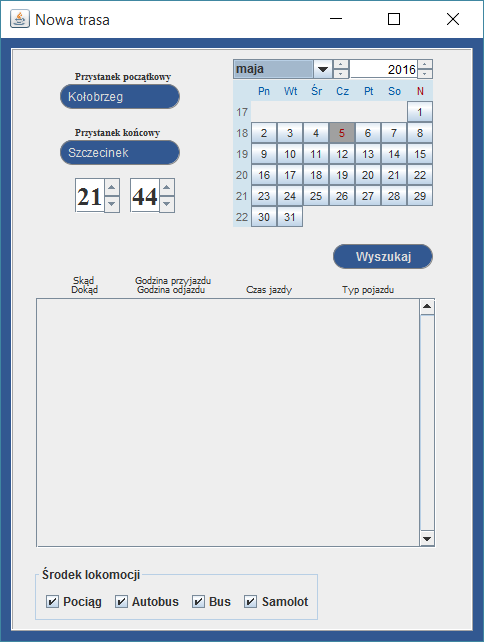 Nowa trasa
Przystanek początkowy
Kołobrzeg
Przystanek końcowy
Szczecinek
21 44
maja 2016
Pn Wt Śr Cz Pt So N
17 1
18 2 3 4 5 6 7 8
19 9 10 11 12 13 14 15
20 16 17 18 19 20 21 22
21 23 24 25 26 27 28 29
22 30 31
Wyszukaj
Skąd Godzina przyjazdu
Dokąd Godzina odjazdu Czas jazdy Typ pojazdu
Środek lokomocji
Pociąg Autobus Bus Samolot